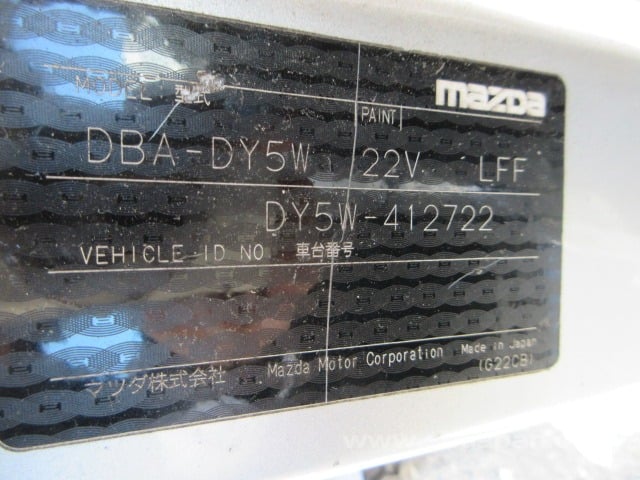 MODEL 型式
mazda
PAINT
DBA-DY5W 22V LFF
DY5W-412722
VEHICLE ID NO 車台番号
マツダ株式会社 Mazda Motor Corporation Made in Japan
(G22CB)